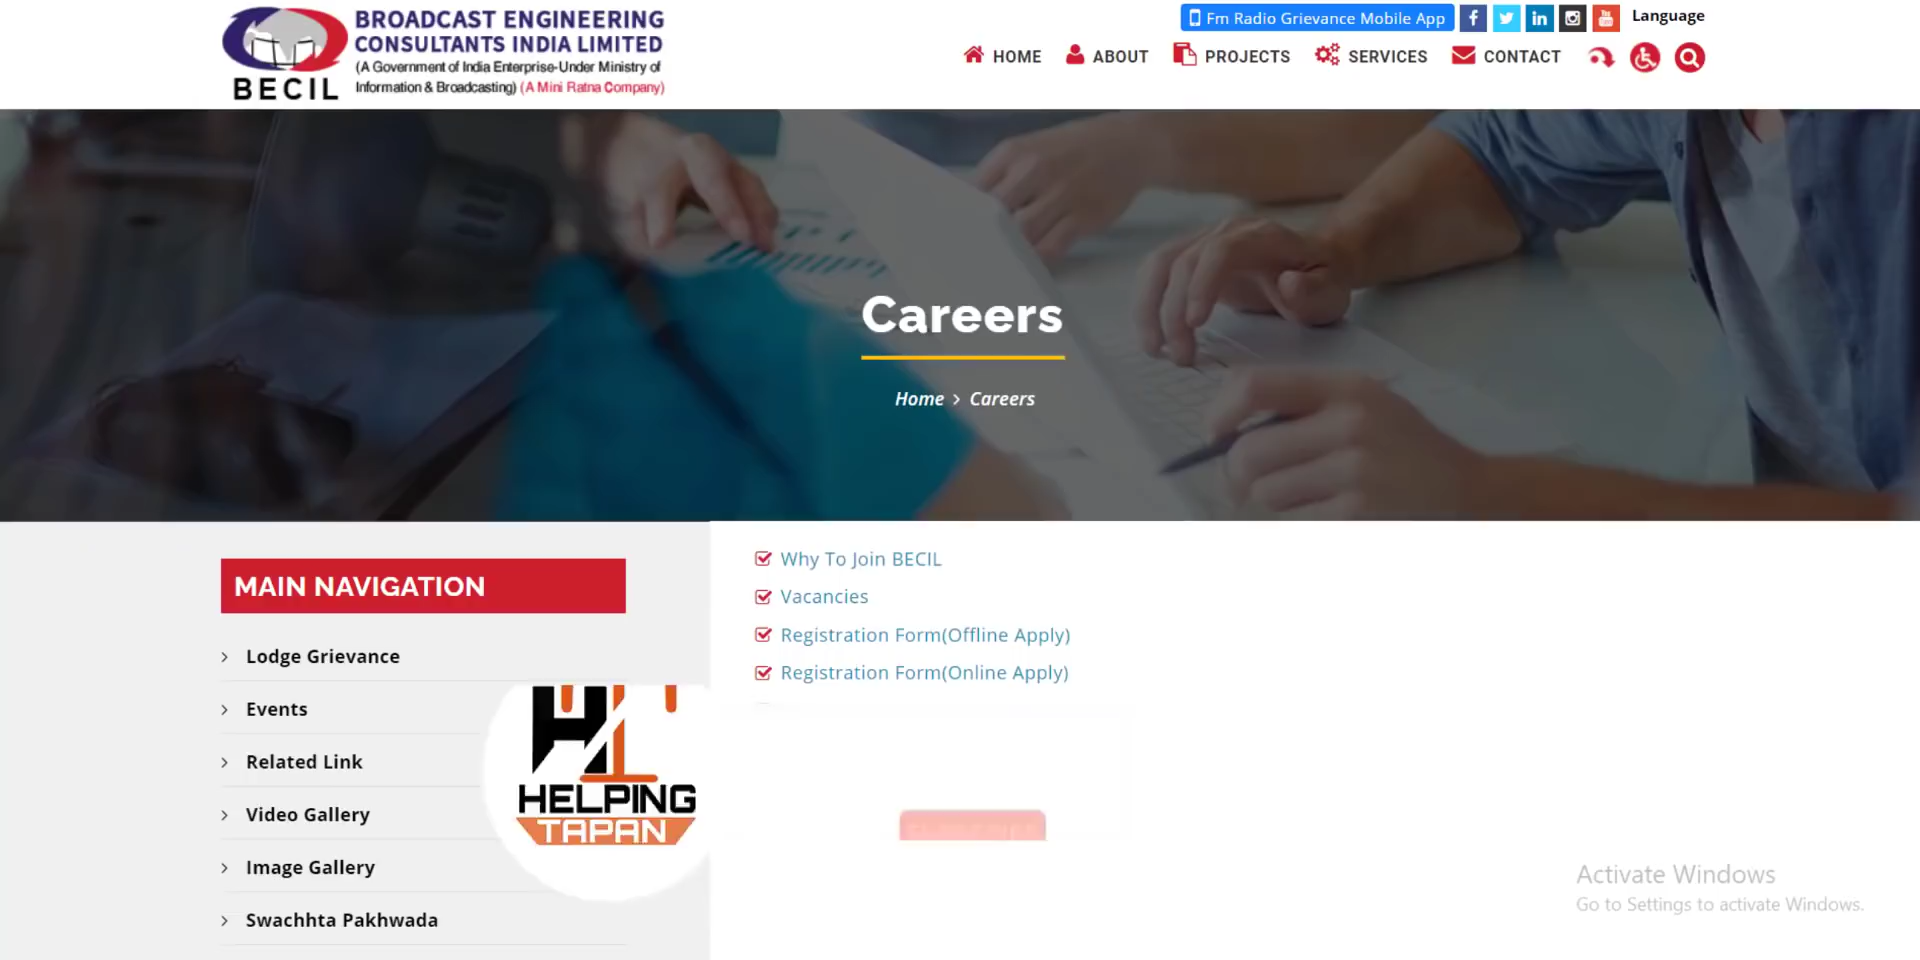 BROADCAST ENGINEERING
CONSULTANTS INDIA LIMITED
(A Government of India Enterprise-Under Ministry of
Information & Broadcasting) (A Mini Ratna Company)
BECIL
Fm Radio Grievance Mobile App
Language
HOME
ABOUT
PROJECTS
SERVICES
CONTACT
Careers
Home > Careers
MAIN NAVIGATION
Lodge Grievance
Events
Related Link
Video Gallery
Image Gallery
Swachhta Pakhwada
Why To Join BECIL
Vacancies
Registration Form(Offline Apply)
Registration Form(Online Apply)
HT
HELPING
TAPAN
Activate Windows
Go to Settings to activate Windows.